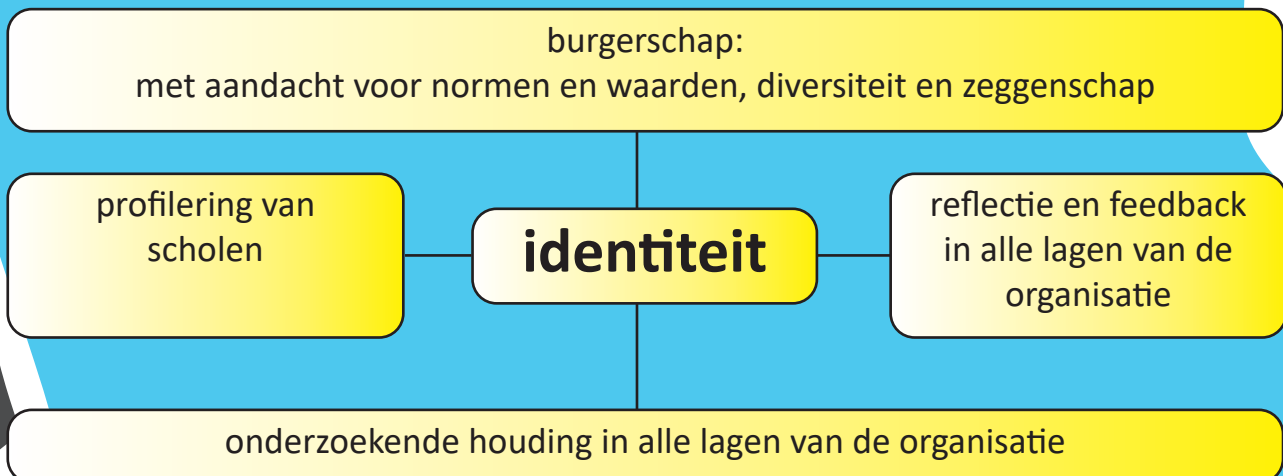 burgerschap:
met aandacht voor normen en waarden, diversiteit en zeggenschap
profilering van
scholen
identiteit
reflectie en feedback
in alle lagen van de
organisatie
onderzoekende houding in alle lagen van de organisatie